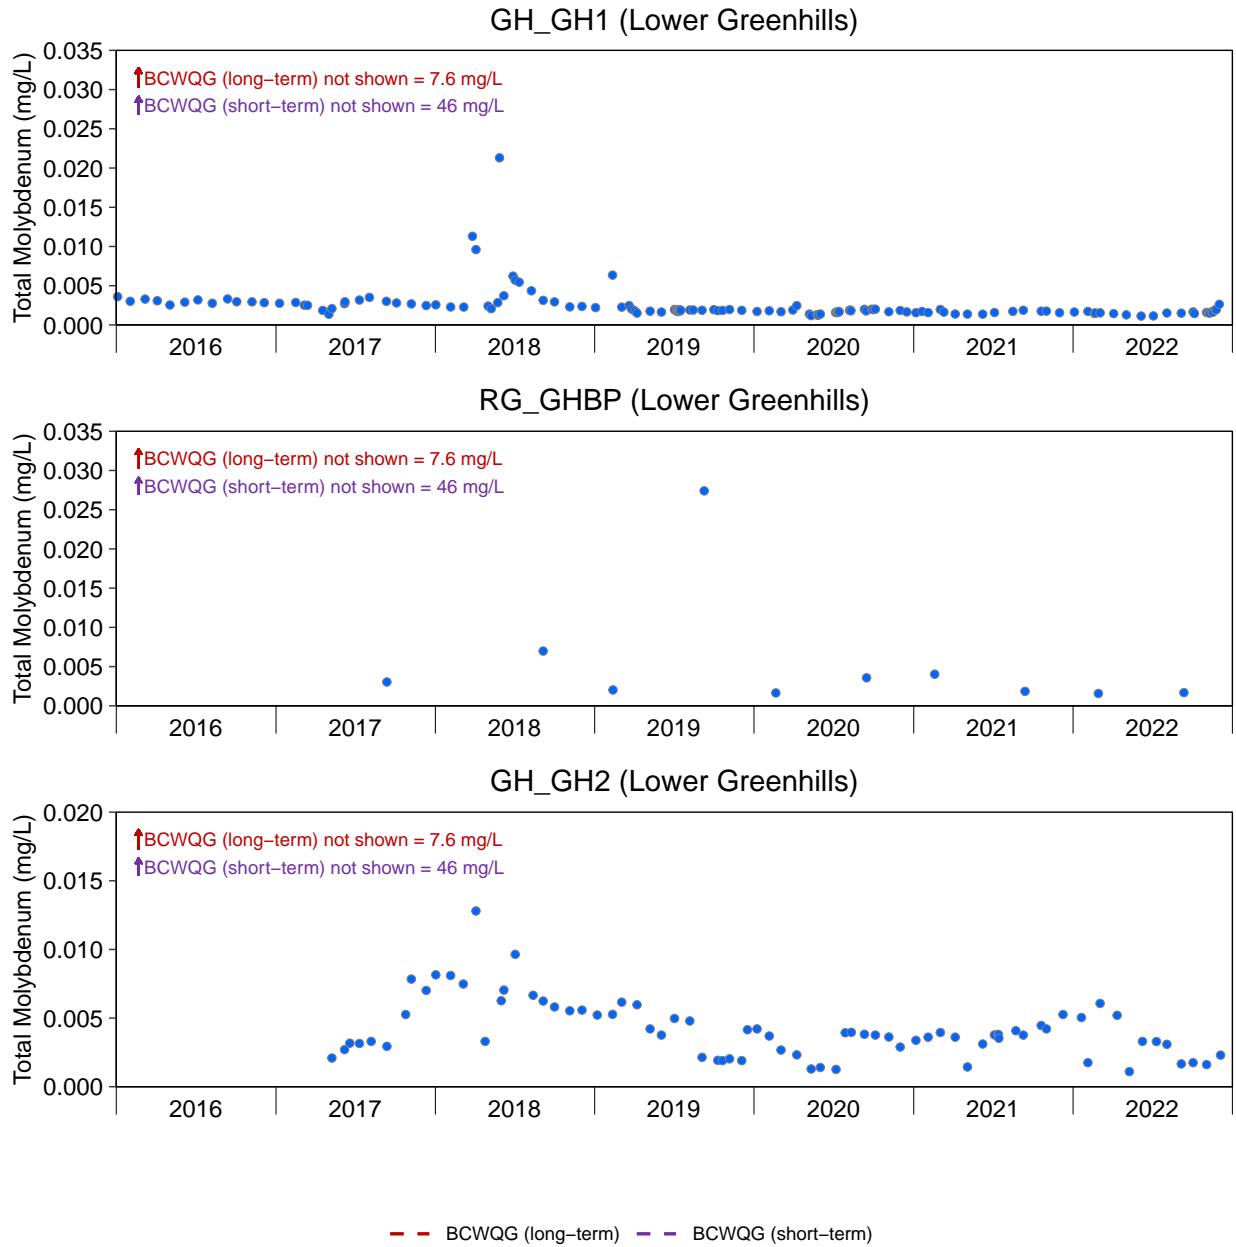 GH_GH1 (Lower Greenhills)
Total Molybdenum (mg/L)
0.035
0.030
0.025
0.020
0.015
0.010
0.005
0.000
BCWQG (long−term) not shown = 7.6 mg/L
BCWQG (short−term) not shown = 46 mg/L
2016 2017 2018 2019 2020 2021 2022
RG_GHBP (Lower Greenhills)
Total Molybdenum (mg/L)
0.035
0.030
0.025
0.020
0.015
0.010
0.005
0.000
BCWQG (long−term) not shown = 7.6 mg/L
BCWQG (short−term) not shown = 46 mg/L
2016 2017 2018 2019 2020 2021 2022
GH_GH2 (Lower Greenhills)
Total Molybdenum (mg/L)
0.020
0.015
0.010
0.005
0.000
BCWQG (long−term) not shown = 7.6 mg/L
BCWQG (short−term) not shown = 46 mg/L
2016 2017 2018 2019 2020 2021 2022
BCWQG (long−term) BCWQG (short−term)